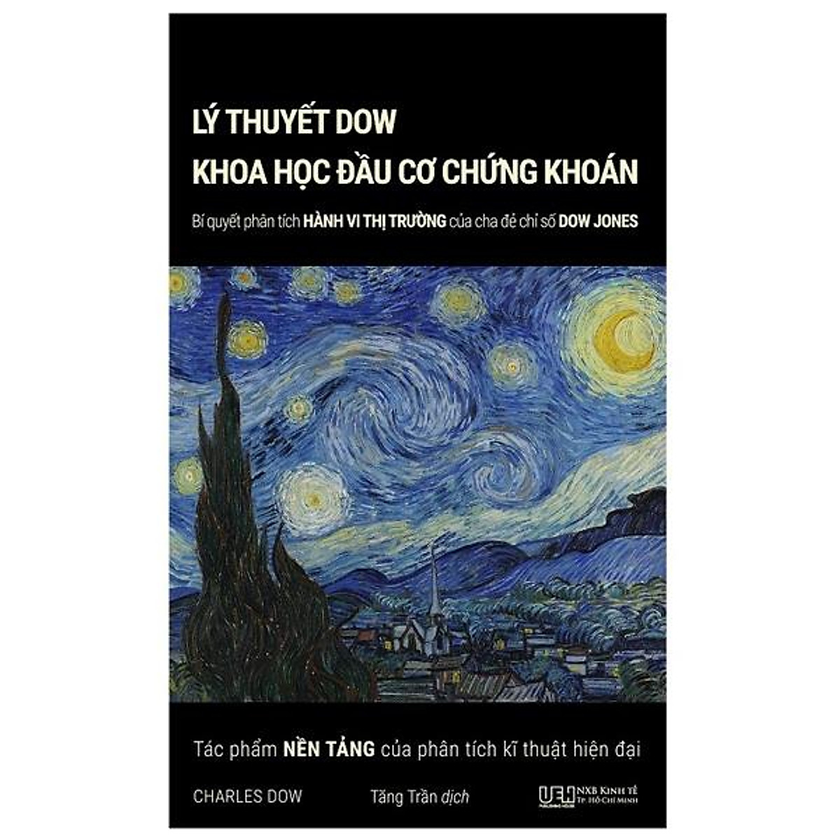 LÝ THUYẾT DOW
KHOA HỌC ĐẦU CƠ CHỨNG KHOÁN
Bí quyết phân tích HÀNH VI THỊ TRƯỜNG của cha đẻ chỉ số DOW JONES
Tác phẩm NỀN TẢNG của phân tích kĩ thuật hiện đại
CHARLES DOW Tăng Trần dịch UEH NXB KINH TẾ
PUBLISHING HOUSE TP. HỒ CHÍ MINH